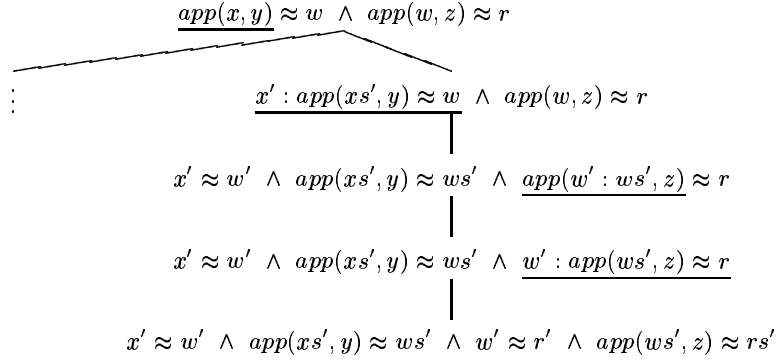 app(x, y) ≈ w ∧ app(w, z) ≈ r
⋮ x′ : app(xs′, y) ≈ w ∧ app(w, z) ≈ r
x′ ≈ w′ ∧ app(xs′, y) ≈ ws′ ∧ app(w′ : ws′, z) ≈ r
x′ ≈ w′ ∧ app(xs′, y) ≈ ws′ ∧ w′ : app(ws′, z) ≈ r
x′ ≈ w′ ∧ app(xs′, y) ≈ ws′ ∧ w′ ≈ r′ ∧ app(ws′, z) ≈ rs′